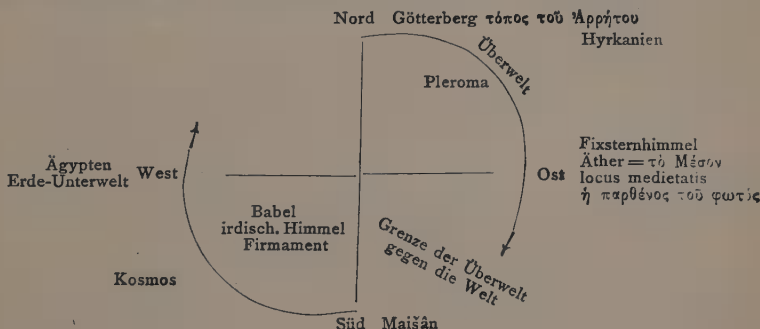 Nord Götterberg τόπος τοῦ Ἀρρήτου
Hyrkanien
Überwelt
Pleroma
Ägypten
Erde-Unterwelt West
Ost
Fixsternhimmel
Äther = τὸ Μέσον
locus medietatis
ἡ παρθένος τοῦ φωτός
Babel
irdisch. Himmel
Firmament
Grenze der Überwelt
gegen die Welt
Kosmos
Süd Maišân